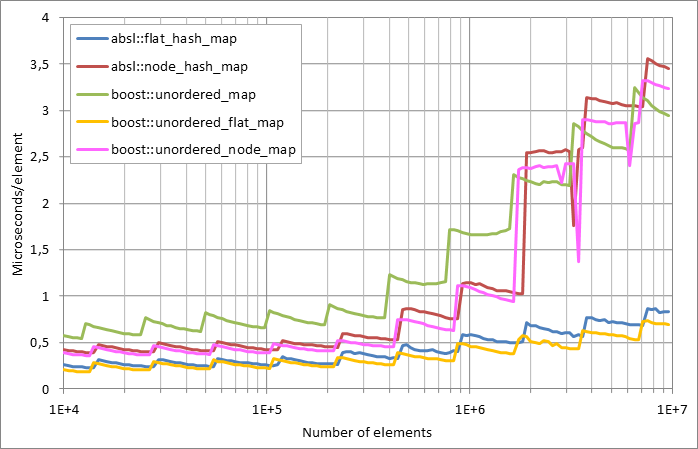 4
3,5
3
2,5
2
1,5
1
0,5
0
Microseconds/element
absl::flat_hash_map
absl::node_hash_map
boost::unordered_map
boost::unordered_flat_map
boost::unordered_node_map
1E+4
1E+5
1E+6
1E+7
Number of elements